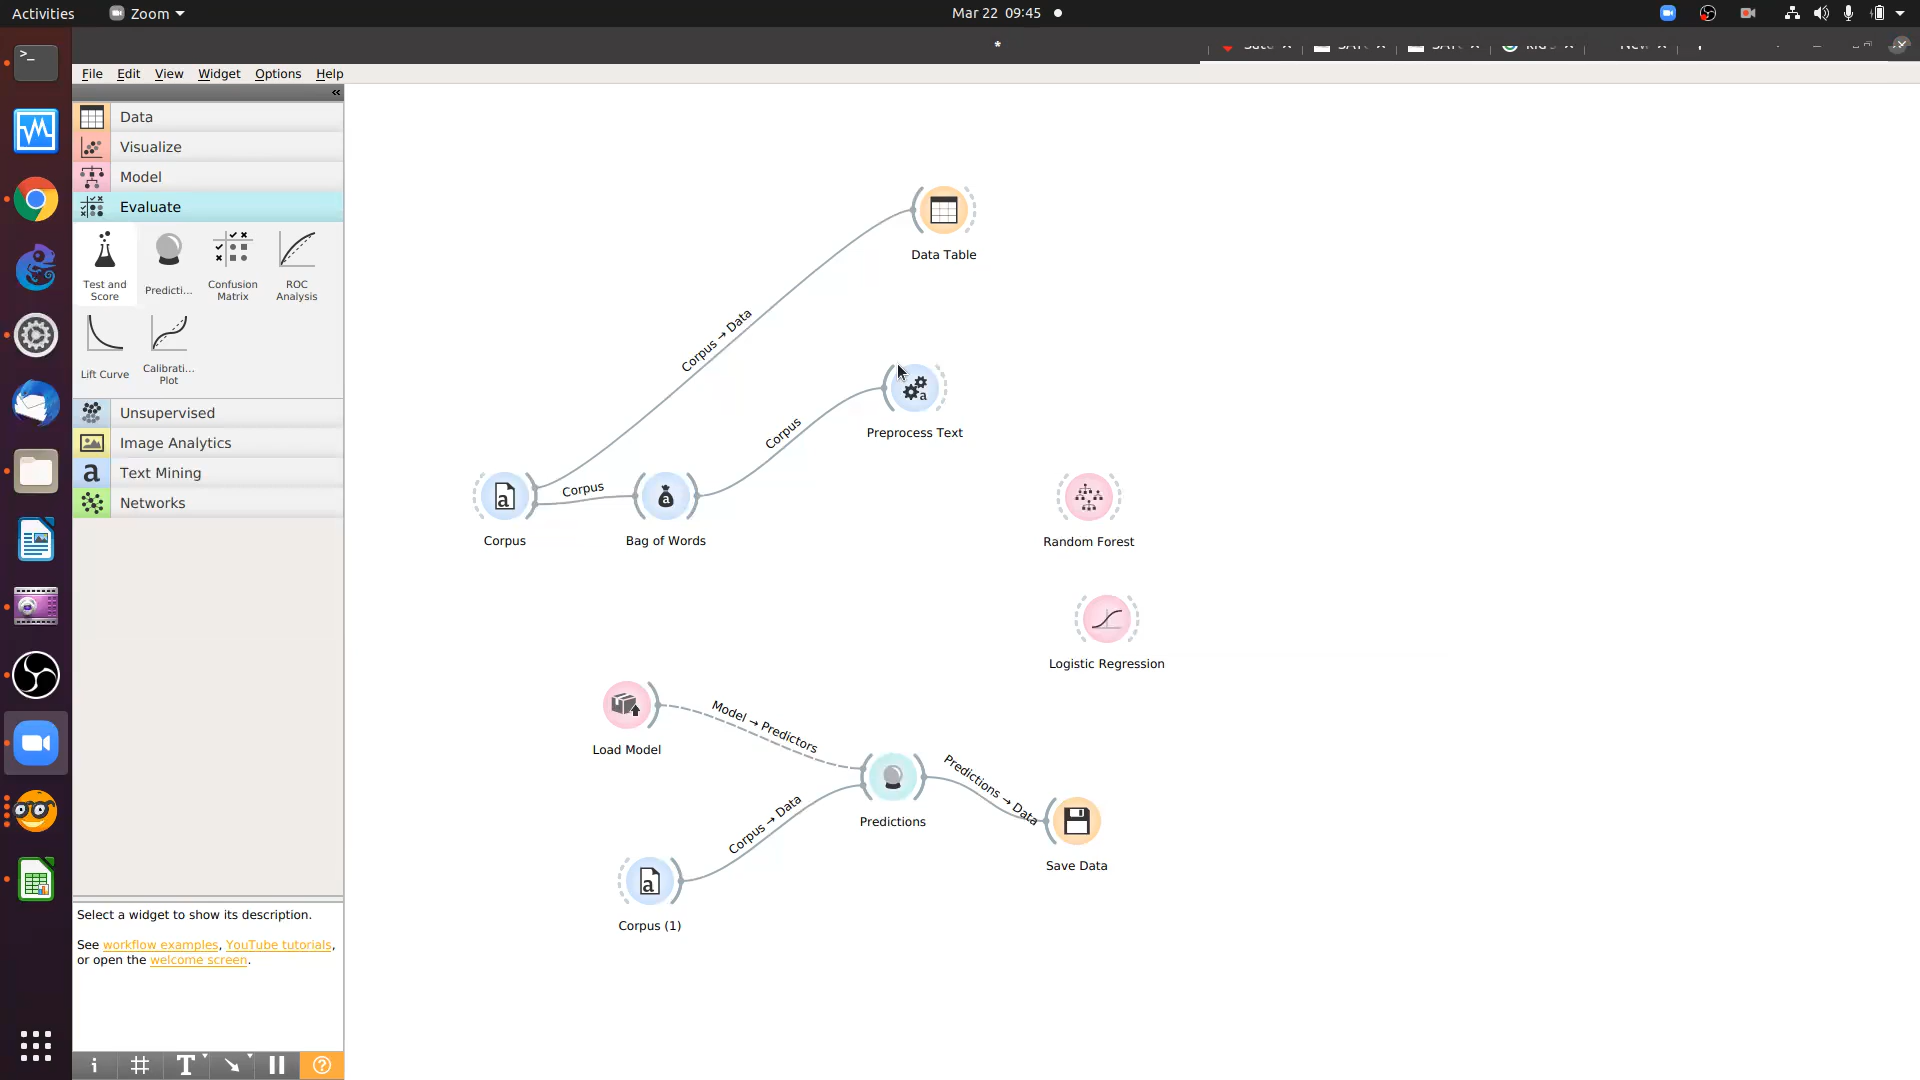 Activities
Zoom
Mar 22 09:45
*
File
Edit
View
Widget
Options
Help
«
Data
Visualize
Model
Evaluate
Test and
Score
Predicti...
Confusion
Matrix
ROC
Analysis
Lift Curve
Calibrati...
Plot
Unsupervised
Image Analytics
Text Mining
Networks
Data Table
Corpus → Data
Preprocess Text
Corpus
Corpus
Corpus
Bag of Words
Random Forest
Logistic Regression
Load Model
Model → Predictors
Predictions
Predictions → Data
Corpus → Data
Save Data
Corpus (1)
Select a widget to show its description.
See workflow examples, YouTube tutorials,
or open the welcome screen.